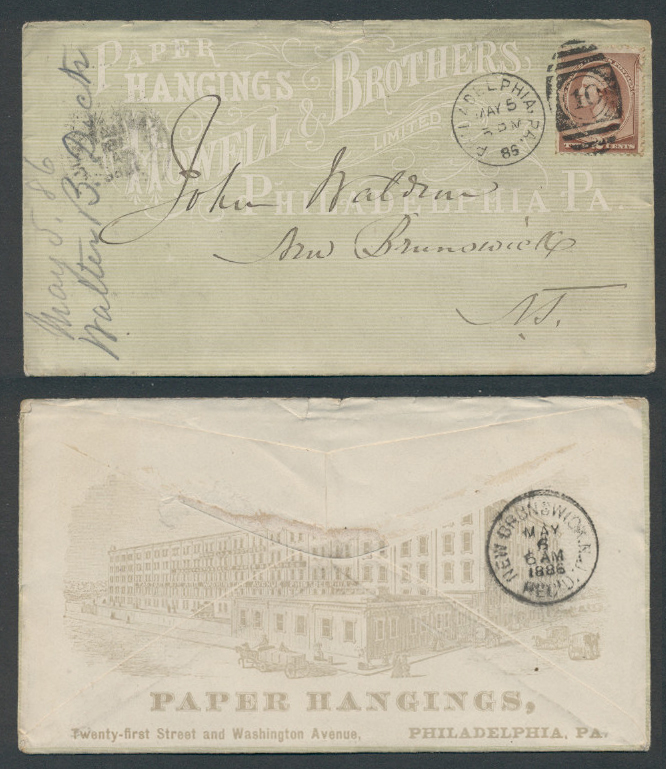 PAPER
HANGINGS
& BROTHERS,
LIMITED
PHILADELPHIA PA
PHILADELPHIA, PA.
MAY 5
PM
86
10
TWO CENTS
May 5. 86
Walter B.
John Waldron
New Brunswick
N.J.
NEW BRUNSWICK, N.J.
MAY
6
6 AM
1886
REC'D.
PAPER HANGINGS,
Twenty-first Street and Washington Avenue, PHILADELPHIA, PA.